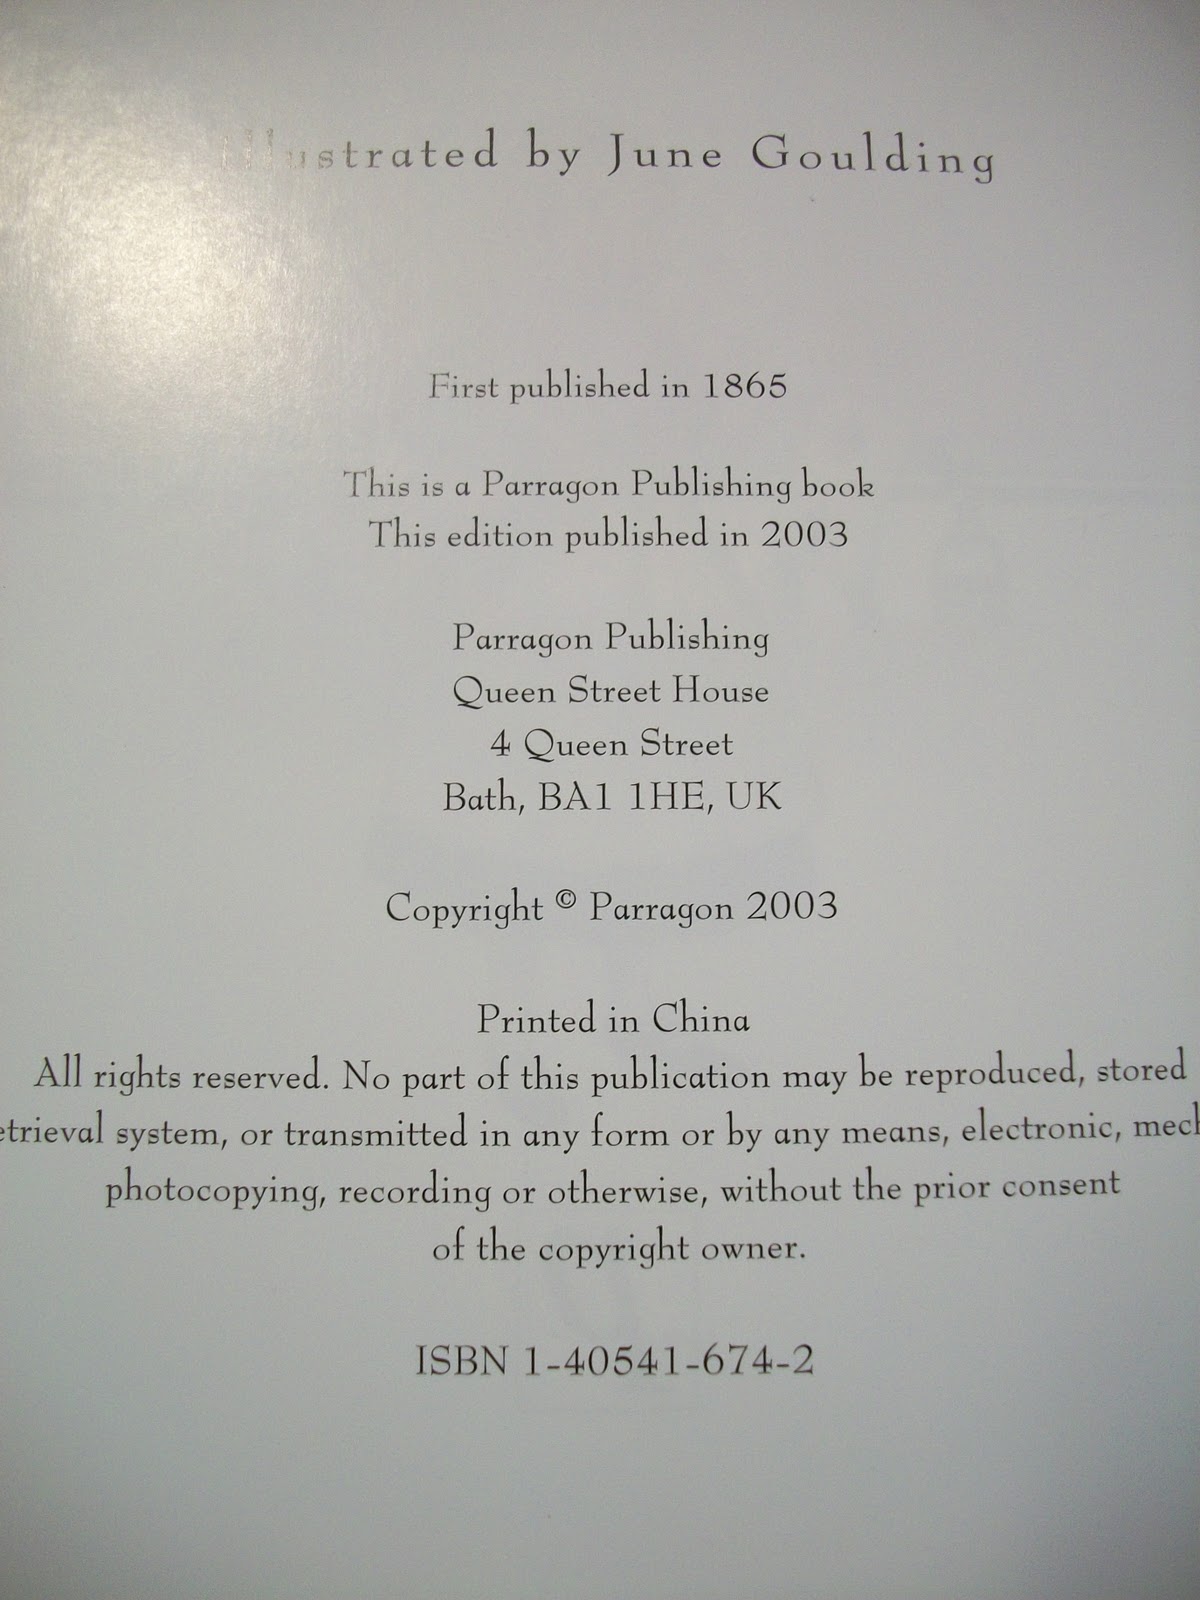 Illustrated by June Goulding
First published in 1865
This is a Parragon Publishing book
This edition published in 2003
Parragon Publishing
Queen Street House
4 Queen Street
Bath, BA1 1HE, UK
Copyright © Parragon 2003
Printed in China
All rights reserved. No part of this publication may be reproduced, stored
etrieval system, or transmitted in any form or by any means, electronic, mech
photocopying, recording or otherwise, without the prior consent
of the copyright owner.
ISBN 1-40541-674-2